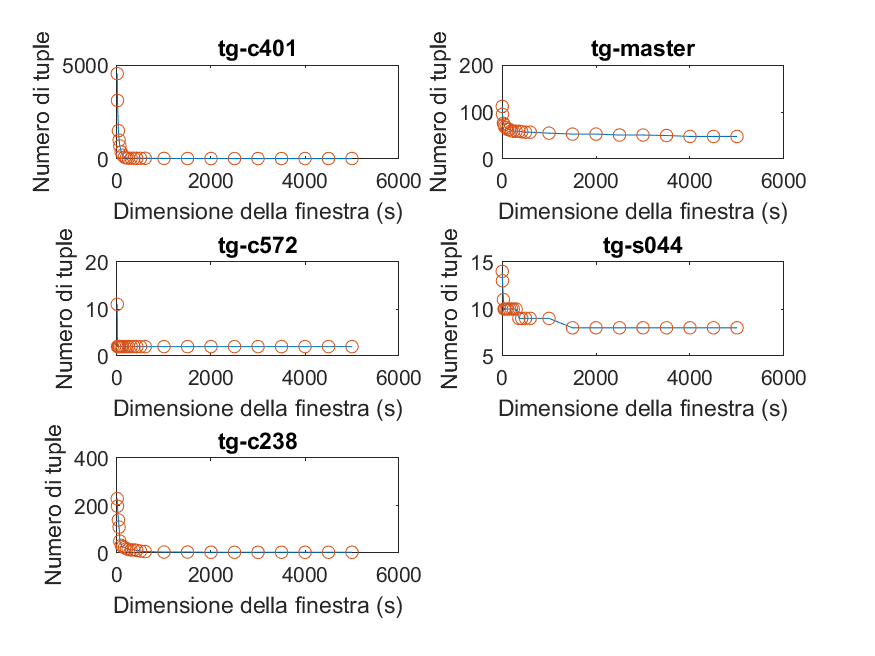 tg-c401
Numero di tuple
5000
0
0 2000 4000 6000
Dimensione della finestra (s)
tg-master
Numero di tuple
200
100
0
0 2000 4000 6000
Dimensione della finestra (s)
tg-c572
Numero di tuple
20
10
0
0 2000 4000 6000
Dimensione della finestra (s)
tg-s044
Numero di tuple
15
10
5
0 2000 4000 6000
Dimensione della finestra (s)
tg-c238
Numero di tuple
400
200
0
0 2000 4000 6000
Dimensione della finestra (s)